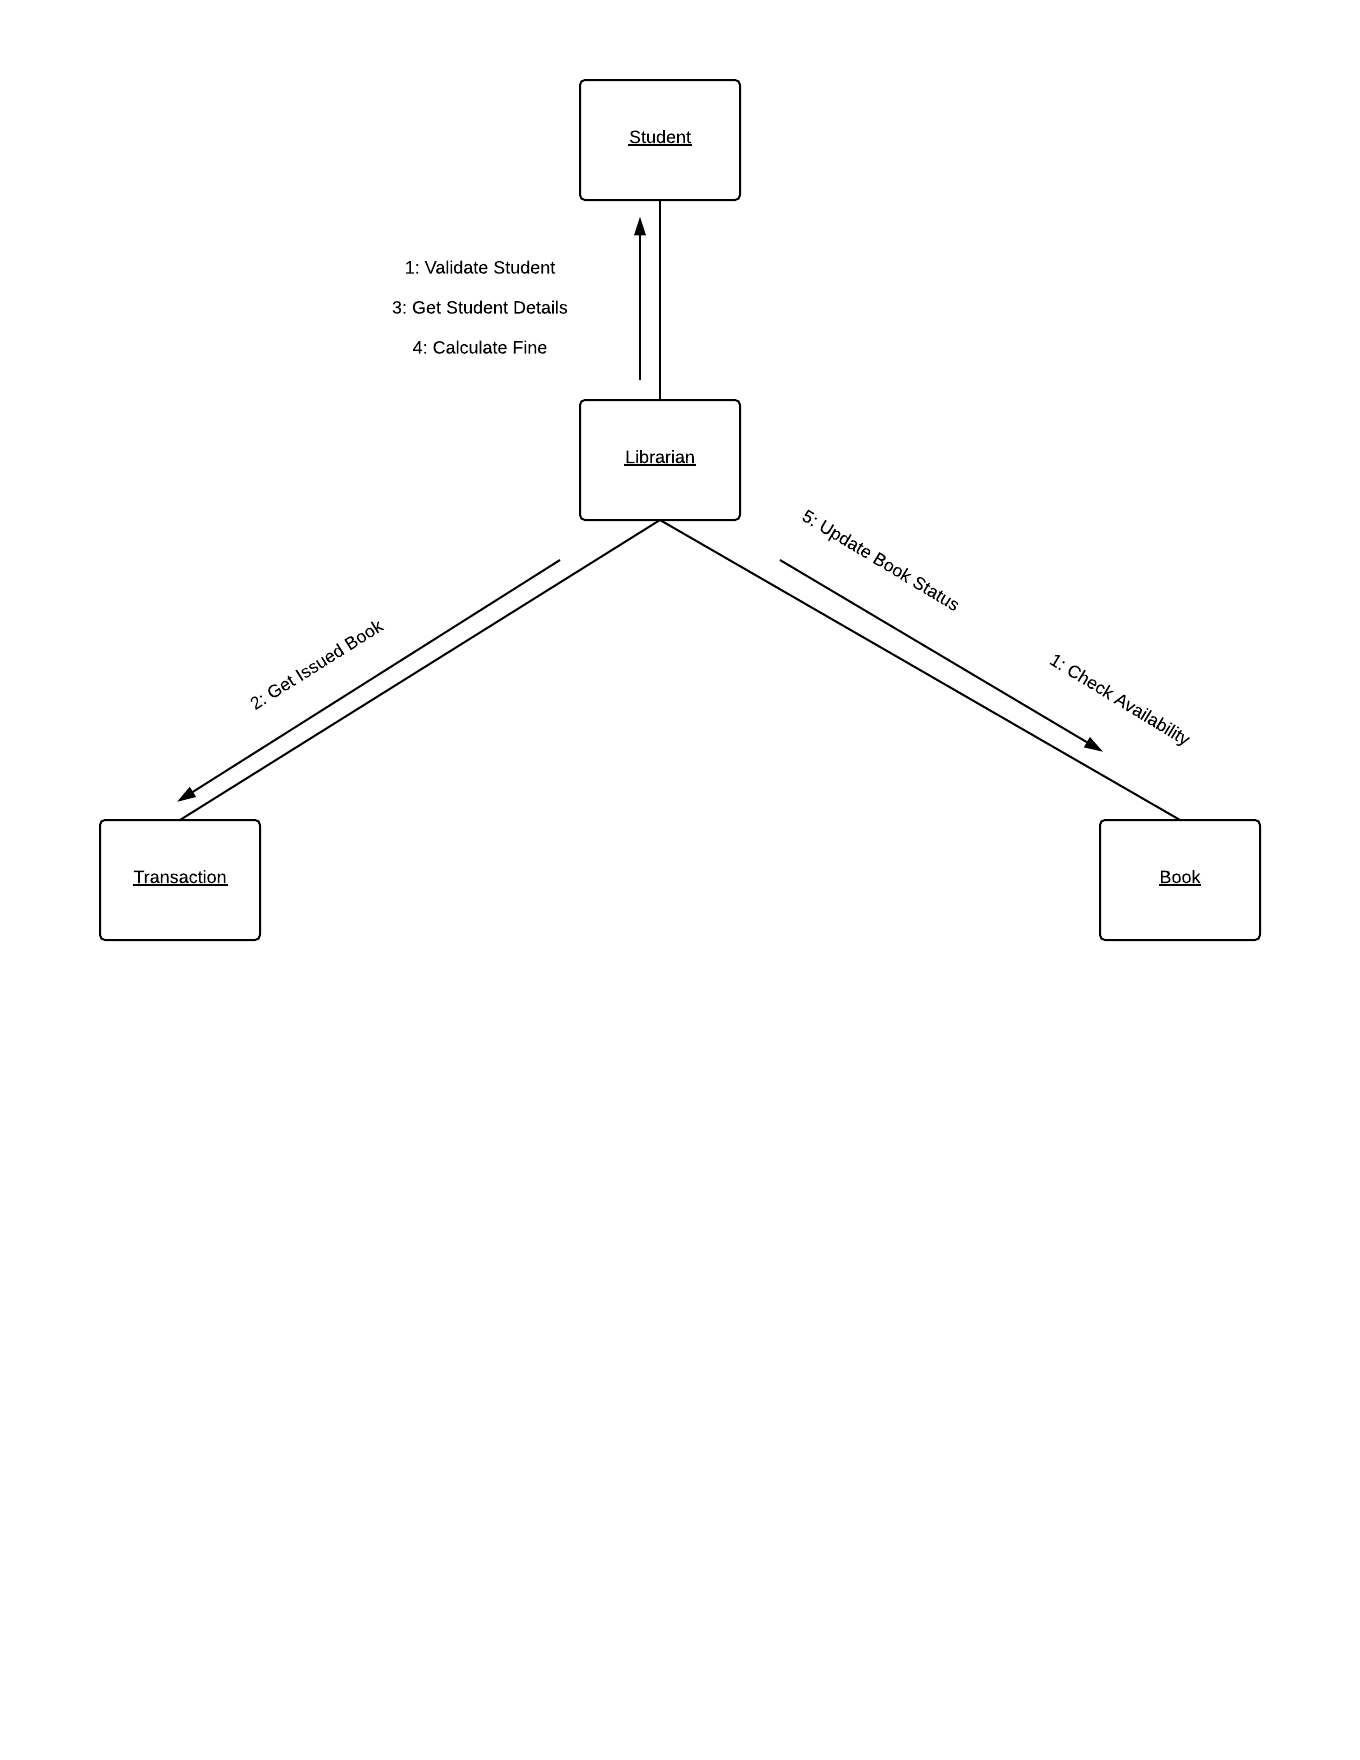 Student
1: Validate Student
3: Get Student Details
4: Calculate Fine
Librarian
5: Update Book Status
2: Get Issued Book
1: Check Availability
Transaction
Book